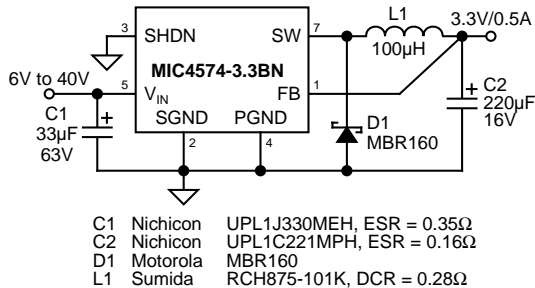 L1
3.3V/0.5A
3
SHDN
SW
7
100µH
MIC4574-3.3BN
6V to 40V
5
VIN
FB
1
C1
33µF
63V
+
SGND
PGND
2
4
D1
MBR160
C2
220µF
16V
+
C1 Nichicon UPL1J330MEH, ESR = 0.35Ω
C2 Nichicon UPL1C221MPH, ESR = 0.16Ω
D1 Motorola MBR160
L1 Sumida RCH875-101K, DCR = 0.28Ω